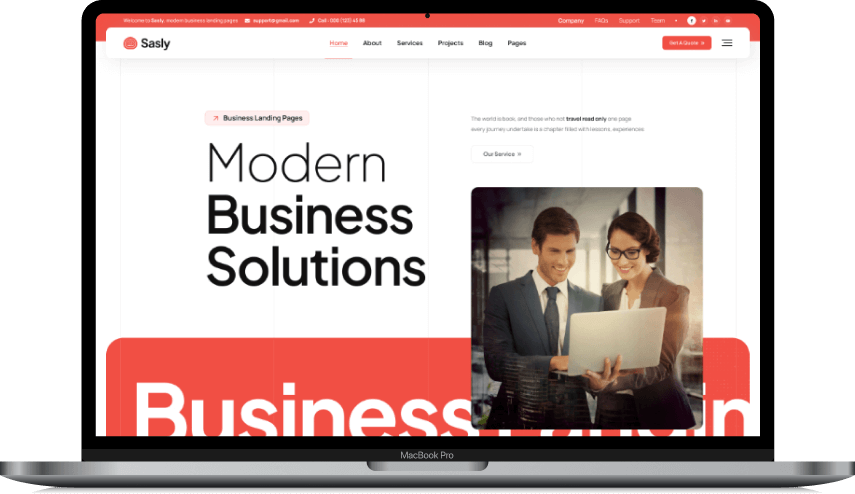 Welcome to Sasly, modern business landing pages
support@gmail.com
Call : 008 (123) 45 88
Company FAQs Support Team
Sasly
Home About Services Projects Blog Pages
Get A Quote
Business Landing Pages
Modern
Business
Solutions
The world is book, and those who not travel read only one page
every journey undertake is a chapter filled with lessons, experiences
Our Service
Business Landin
MacBook Pro